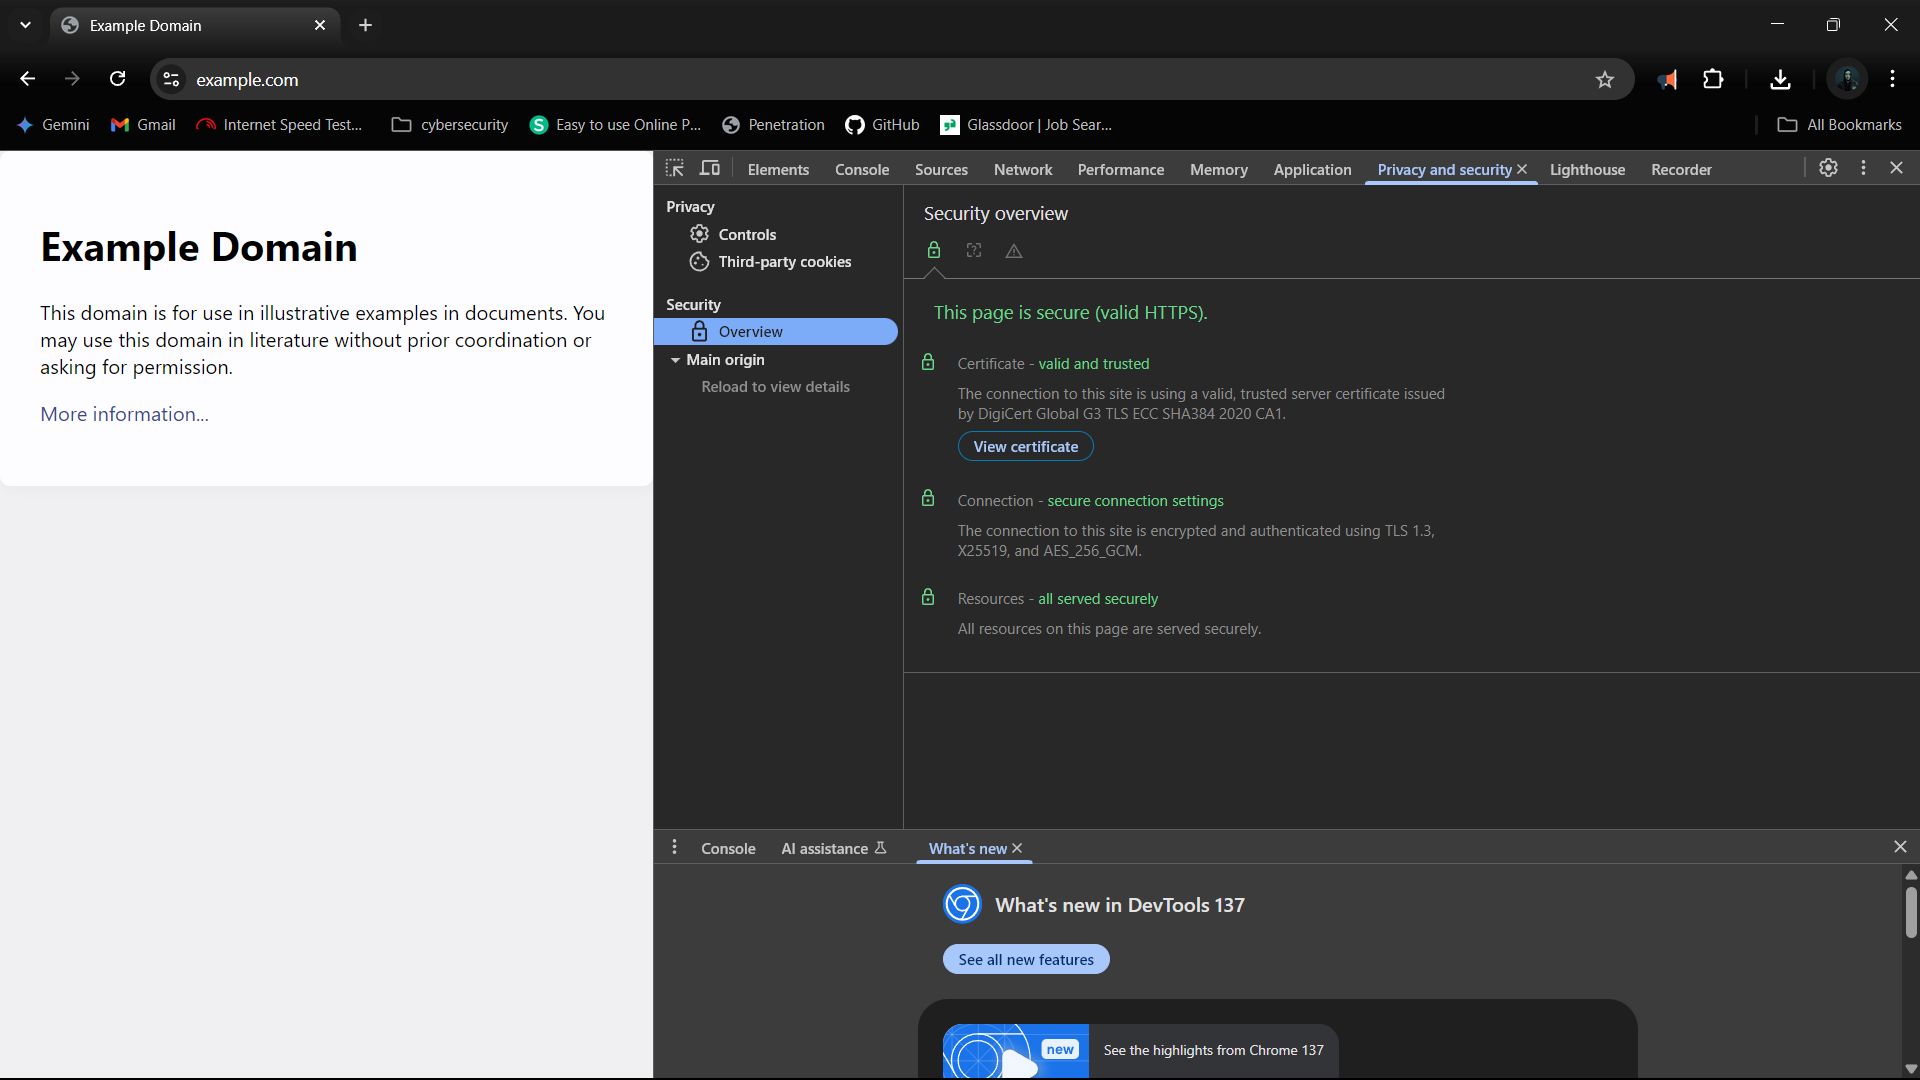 Example Domain
example.com
Gemini
Gmail
Internet Speed Test...
cybersecurity
Easy to use Online P...
Penetration
GitHub
Glassdoor | Job Sear...
All Bookmarks
Example Domain
This domain is for use in illustrative examples in documents. You
may use this domain in literature without prior coordination or
asking for permission.
More information...
Elements
Console
Sources
Network
Performance
Memory
Application
Privacy and security
Lighthouse
Recorder
Privacy
Controls
Third-party cookies
Security
Overview
Main origin
Reload to view details
Security overview
This page is secure (valid HTTPS).
Certificate - valid and trusted
The connection to this site is using a valid, trusted server certificate issued
by DigiCert Global G3 TLS ECC SHA384 2020 CA1.
View certificate
Connection - secure connection settings
The connection to this site is encrypted and authenticated using TLS 1.3,
X25519, and AES_256_GCM.
Resources - all served securely
All resources on this page are served securely.
Console
AI assistance
What's new
What's new in DevTools 137
See all new features
new
See the highlights from Chrome 137